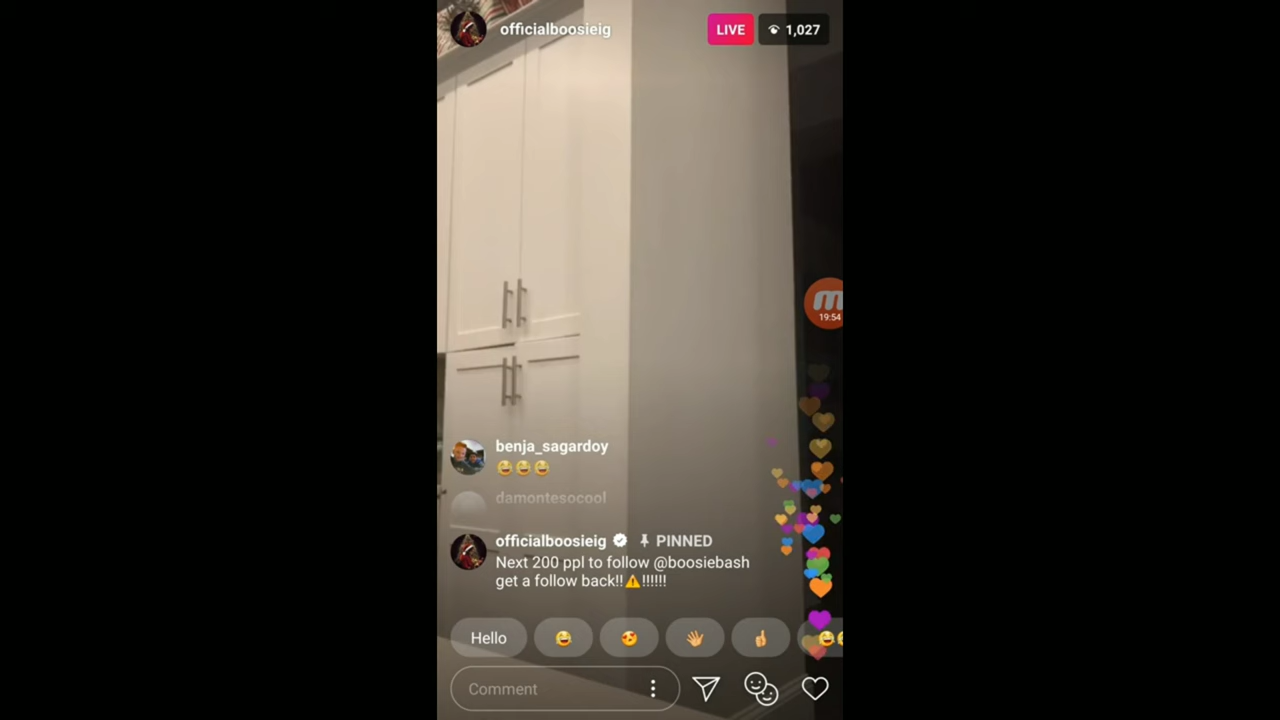 officialboosieig
LIVE
1,027
19:54
benja_sagardoy
😂😂😂
damontesocool
officialboosieig PINNED
Next 200 ppl to follow @boosiebash
get a follow back!!⚠️!!!!!!
Hello
Comment